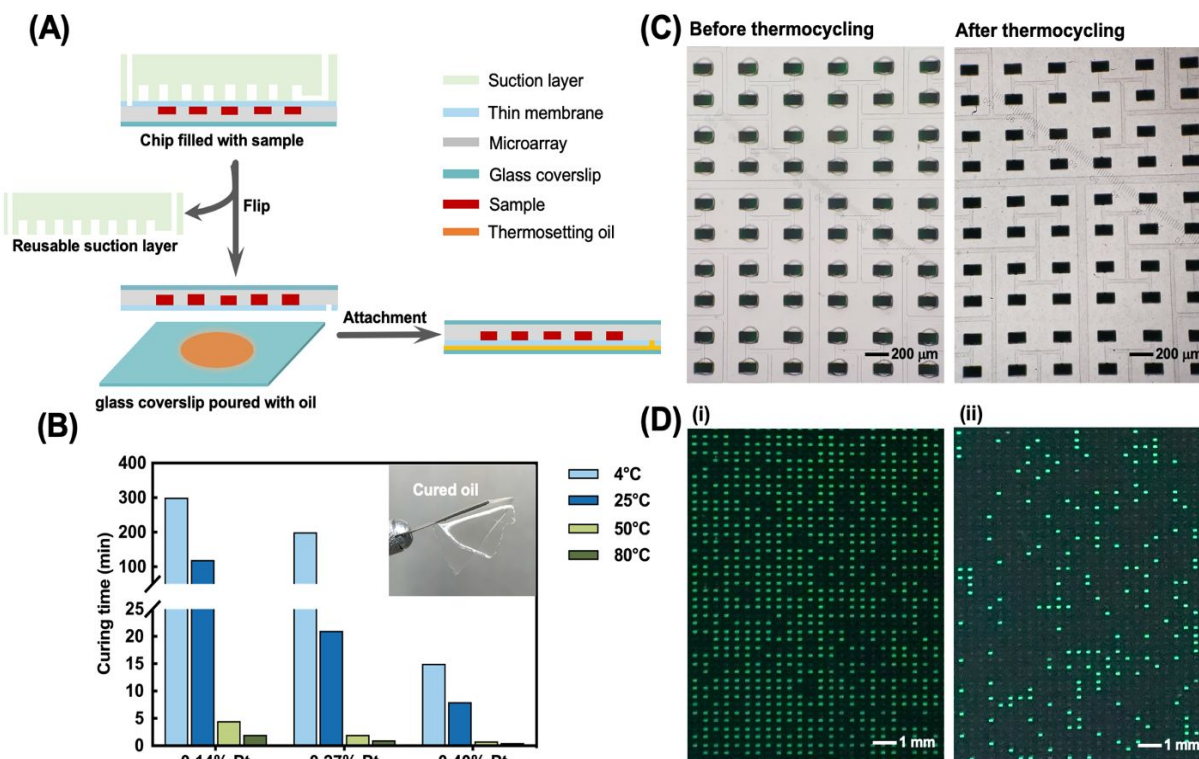 (A)
Suction layer
Thin membrane
Microarray
Glass coverslip
Sample
Thermosetting oil
Chip filled with sample
Flip
Reusable suction layer
Attachment
glass coverslip poured with oil
(B)
400
300
200
100
25
20
15
10
5
0
Curing time (min)
Cured oil
4°C
25°C
50°C
80°C
(C)
Before thermocycling
After thermocycling
200 µm
200 µm
(D)
(i)
(ii)
1 mm
1 mm